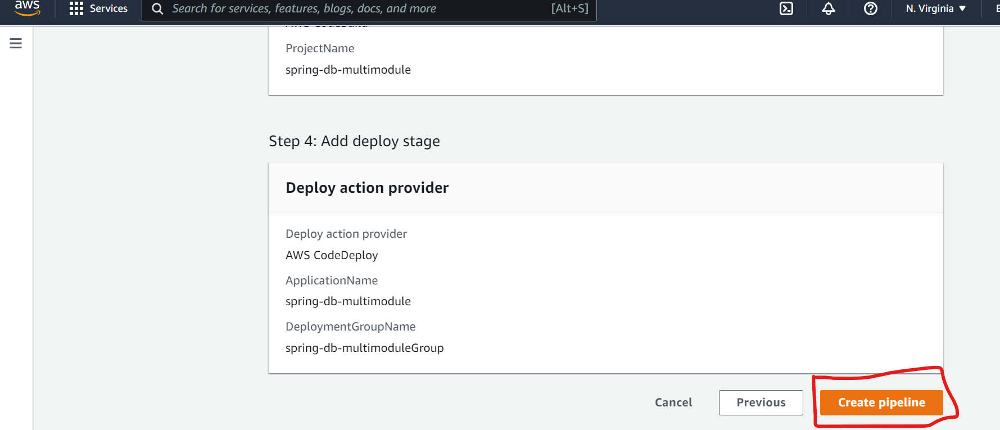 aws
Services
Search for services, features, blogs, docs, and more
[Alt+S]
N. Virginia
ProjectName
spring-db-multimodule
Step 4: Add deploy stage
Deploy action provider
Deploy action provider
AWS CodeDeploy
ApplicationName
spring-db-multimodule
DeploymentGroupName
spring-db-multimoduleGroup
Cancel
Previous
Create pipeline